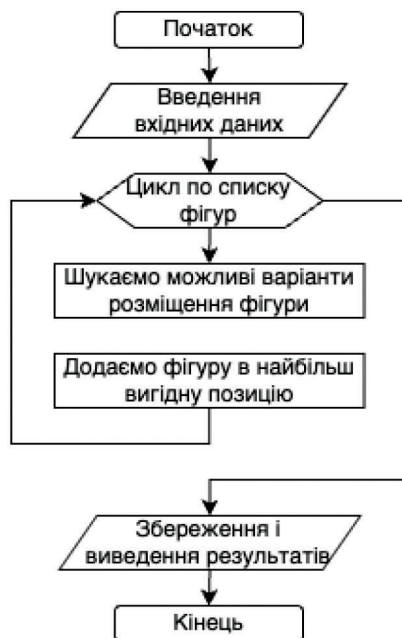 Початок
Введення
вхідних даних
Цикл по списку
фігур
Шукаємо можливі варіанти
розміщення фігури
Додаємо фігуру в найбільш
вигідну позицію
Збереження і
виведення результатів
Кінець